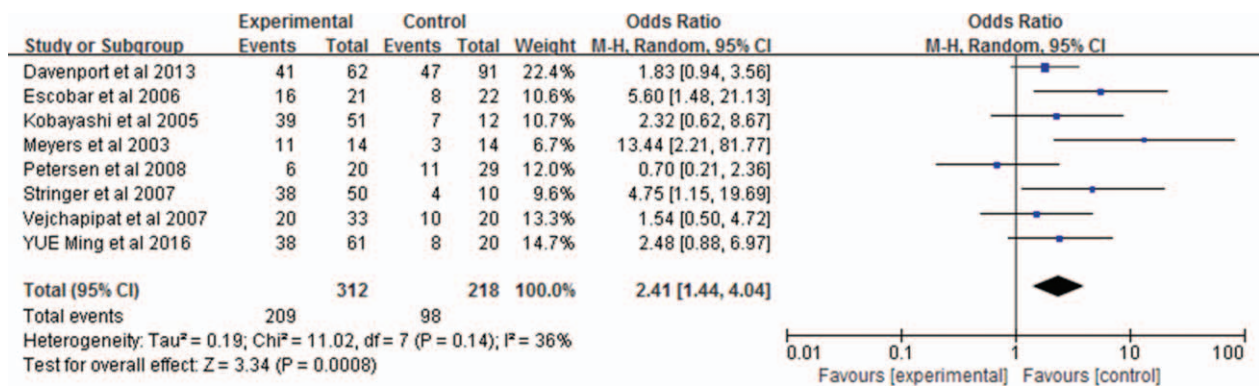 Experimental Control Odds Ratio Odds Ratio
Study or Subgroup Events Total Events Total Weight M-H, Random, 95% CI M-H, Random, 95% CI
Davenport et al 2013 41 62 47 91 22.4% 1.83 [0.94, 3.56]
Escobar et al 2006 16 21 8 22 10.6% 5.60 [1.48, 21.13]
Kobayashi et al 2005 39 51 7 12 10.7% 2.32 [0.62, 8.67]
Meyers et al 2003 11 14 3 14 6.7% 13.44 [2.21, 81.77]
Petersen et al 2008 6 20 11 29 12.0% 0.70 [0.21, 2.36]
Stringer et al 2007 38 50 4 10 9.6% 4.75 [1.15, 19.69]
Vejchapipat et al 2007 20 33 10 20 13.3% 1.54 [0.50, 4.72]
YUE Ming et al 2016 38 61 8 20 14.7% 2.48 [0.88, 6.97]
Total (95% CI) 312 218 100.0% 2.41 [1.44, 4.04]
Total events 209 98
Heterogeneity: Tau² = 0.19; Chi² = 11.02, df = 7 (P = 0.14); I² = 36%
Test for overall effect: Z = 3.34 (P = 0.0008)
0.01 0.1 1 10 100
Favours [experimental] Favours [control]